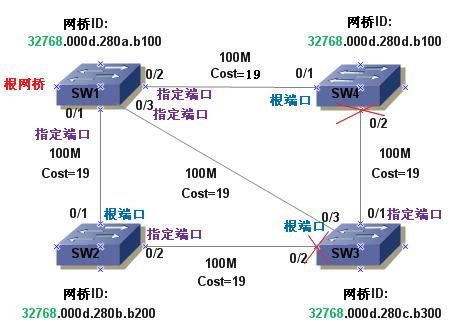 网桥ID:
32768.000d.280a.b100
网桥ID:
32768.000d.280d.b100
根网桥
SW1
0/2
指定端口
100M
Cost=19
0/1
根端口
SW4
0/3
指定端口
0/1
指定端口
0/2
100M
Cost=19
100M
Cost=19
100M
Cost=19
0/1
根端口
SW2
指定端口
0/2
100M
Cost=19
根端口
0/3
0/2
SW3
0/1
指定端口
网桥ID:
32768.000d.280b.b200
网桥ID:
32768.000d.280c.b300